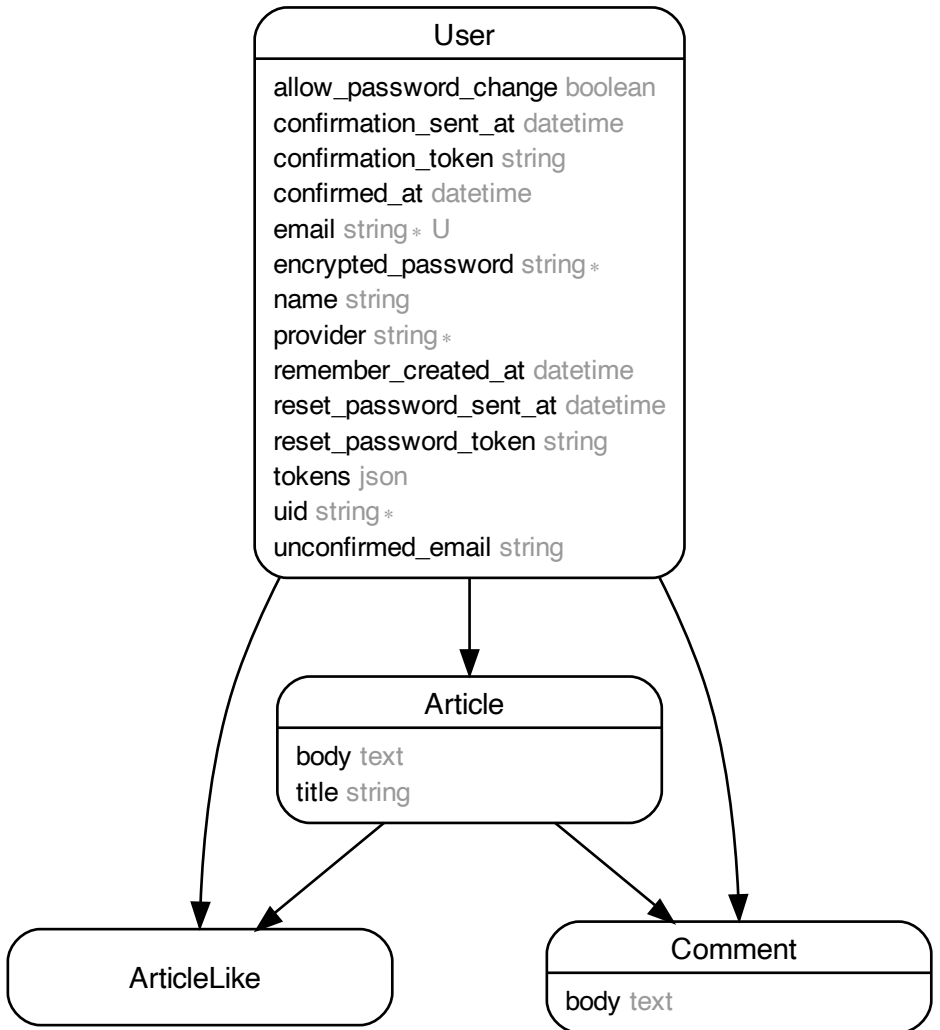 User
allow_password_change boolean
confirmation_sent_at datetime
confirmation_token string
confirmed_at datetime
email string∗ U
encrypted_password string∗
name string
provider string∗
remember_created_at datetime
reset_password_sent_at datetime
reset_password_token string
tokens json
uid string∗
unconfirmed_email string
Article
body text
title string
ArticleLike
Comment
body text